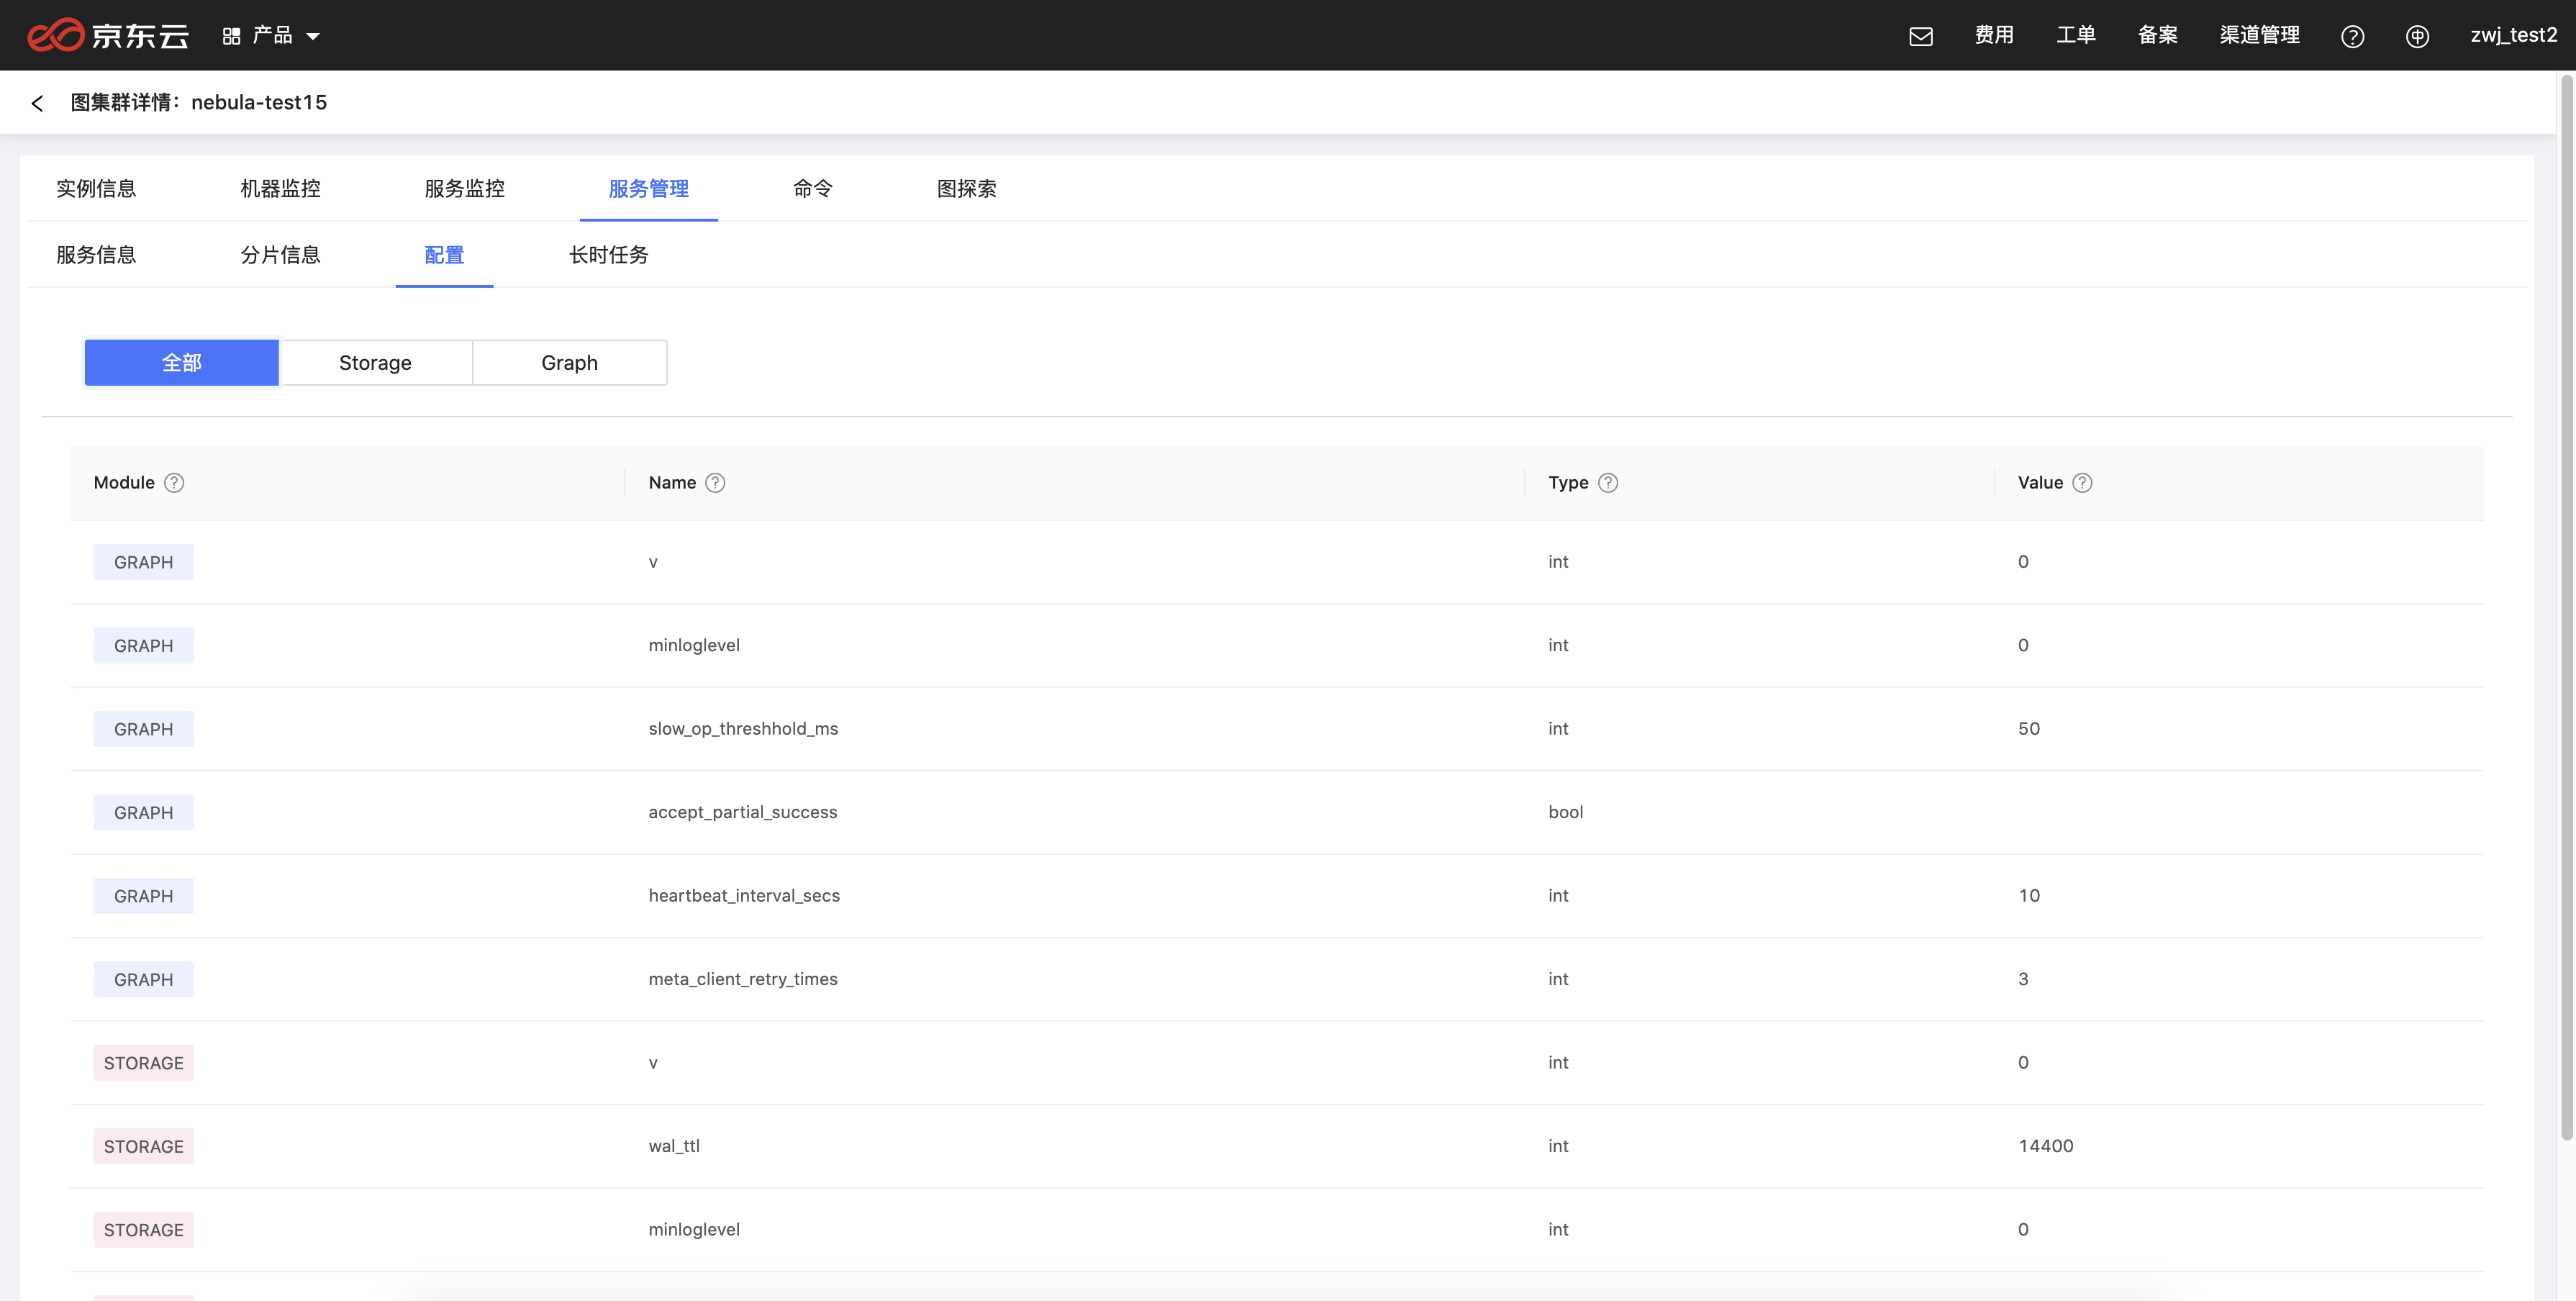 京东云 产品 费用 工单 备案 渠道管理 ? 中 zwj_test2
图集群详情：nebula-test15
实例信息 机器监控 服务监控 服务管理 命令 图探索
服务信息 分片信息 配置 长时任务
全部 Storage Graph
Module ? Name ? Type ? Value ?
GRAPH v int 0
GRAPH minloglevel int 0
GRAPH slow_op_threshhold_ms int 50
GRAPH accept_partial_success bool
GRAPH heartbeat_interval_secs int 10
GRAPH meta_client_retry_times int 3
STORAGE v int 0
STORAGE wal_ttl int 14400
STORAGE minloglevel int 0